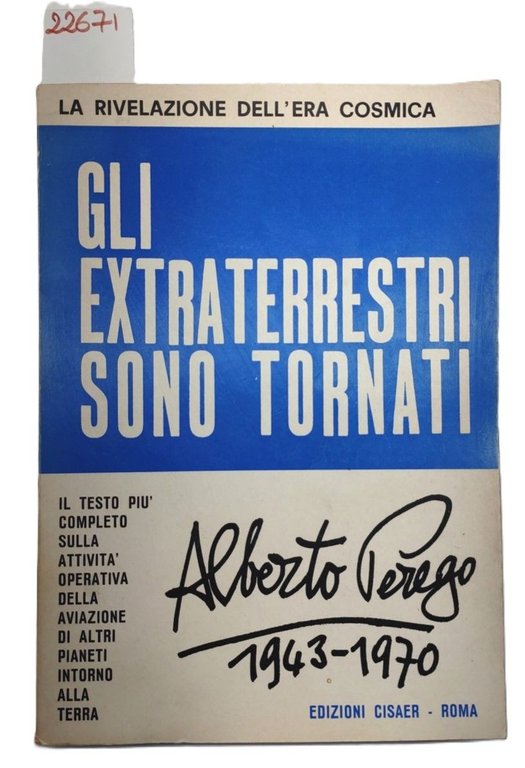 22671
LA RIVELAZIONE DELL'ERA COSMICA
GLI
EXTRATERRESTRI
SONO TORNATI
IL TESTO PIU'
COMPLETO
SULLA
ATTIVITA'
OPERATIVA
DELLA
AVIAZIONE
DI ALTRI
PIANETI
INTORNO
ALLA
TERRA
Alberto Perego
1943-1970
EDIZIONI CISAER - ROMA